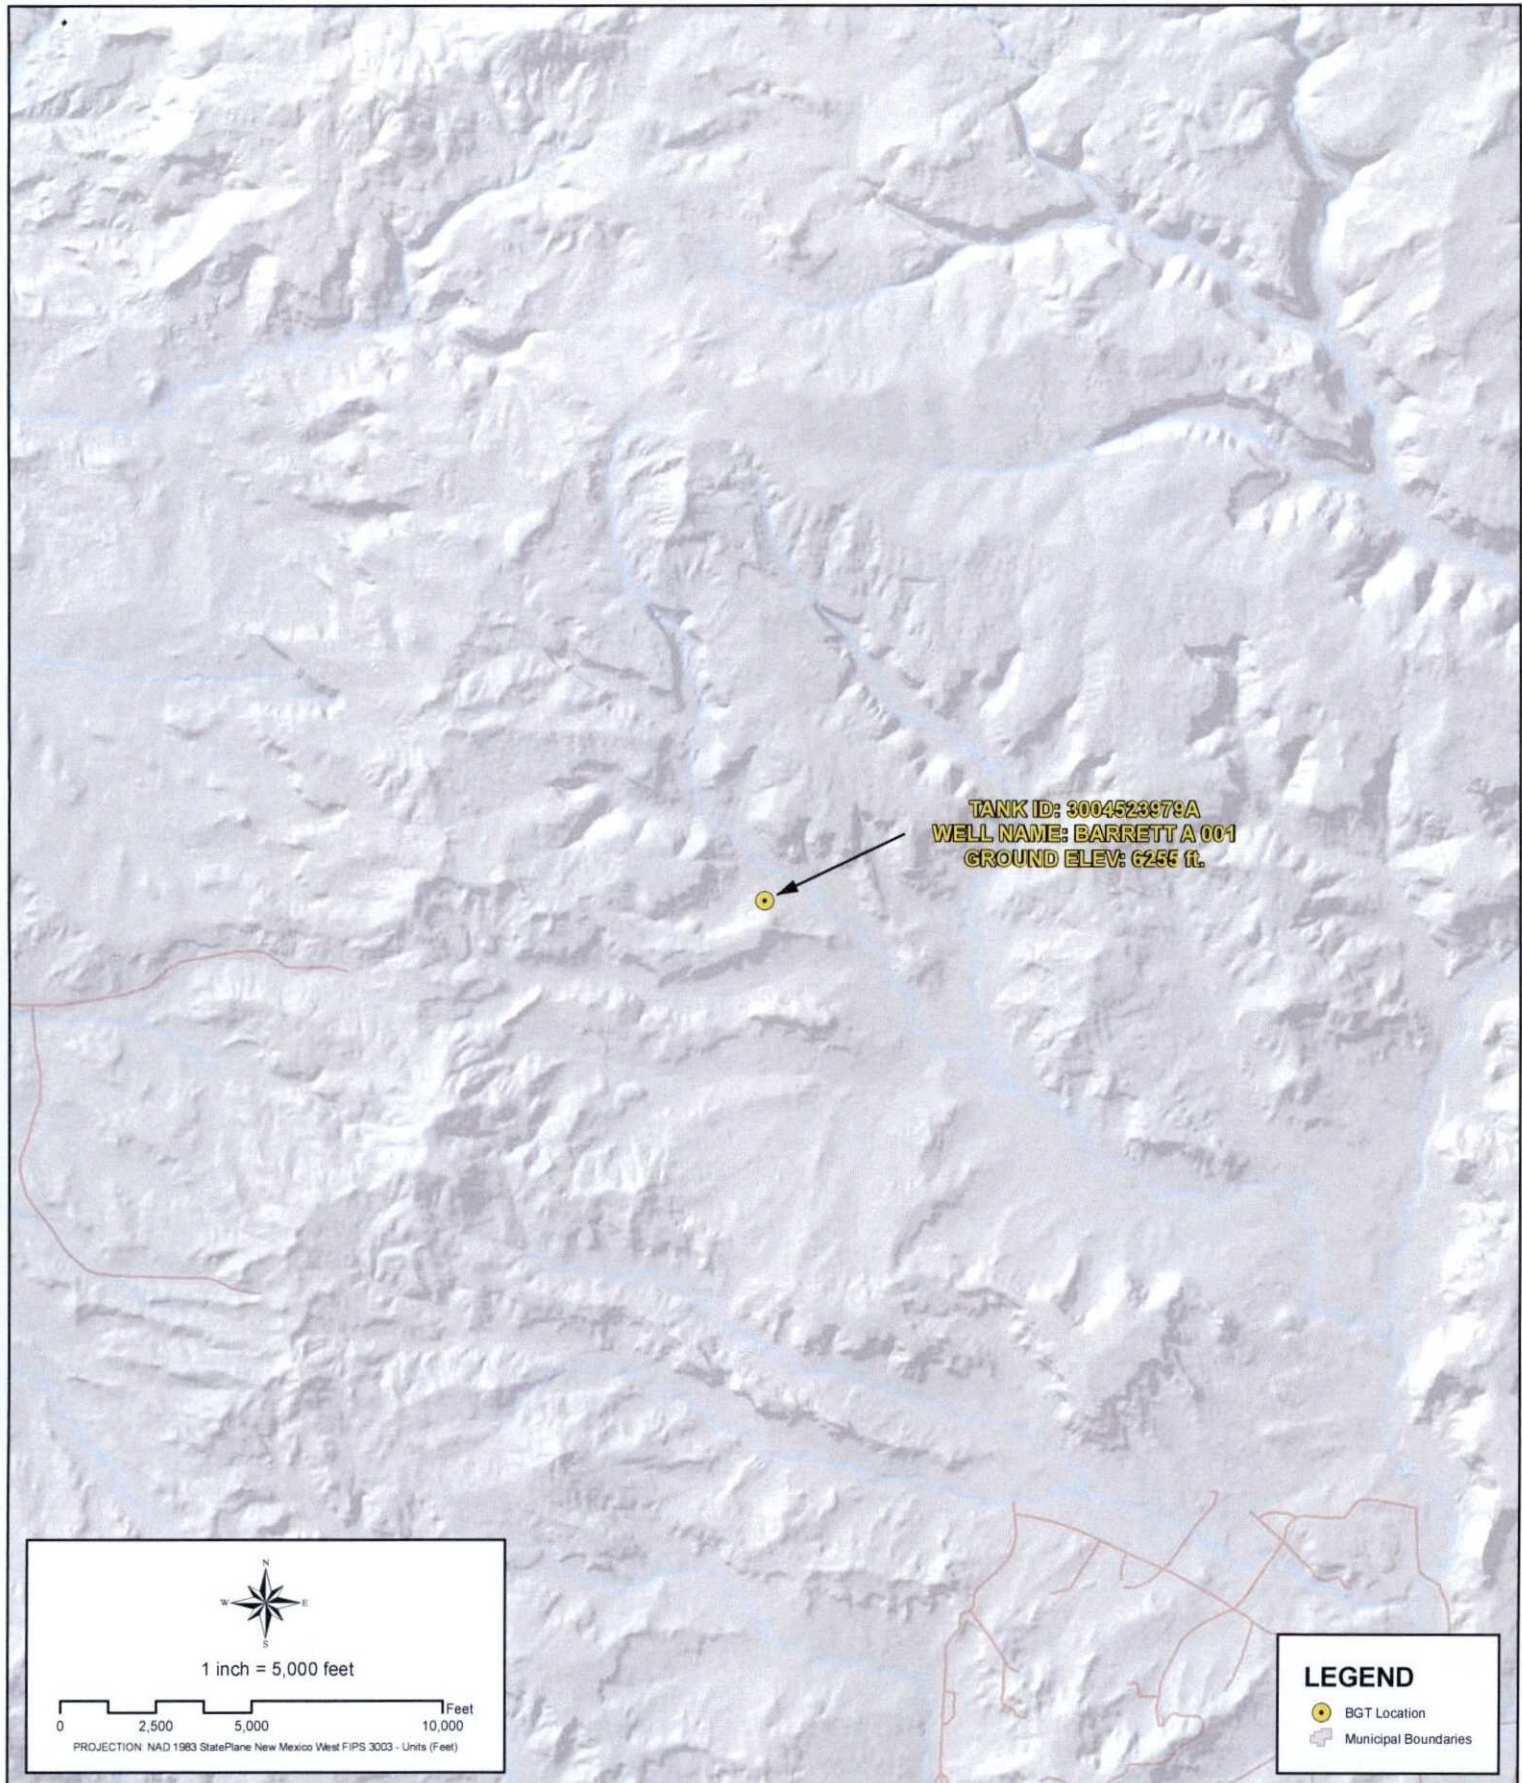 TANK ID: 3004523979A
WELL NAME: BARRETT A 001
GROUND ELEV: 6255 ft.
N
W E
S
1 inch = 5,000 feet
Feet
0 2,500 5,000 10,000
PROJECTION: NAD 1983 StatePlane New Mexico West FIPS 3003 - Units (Feet)
LEGEND
BGT Location
Municipal Boundaries